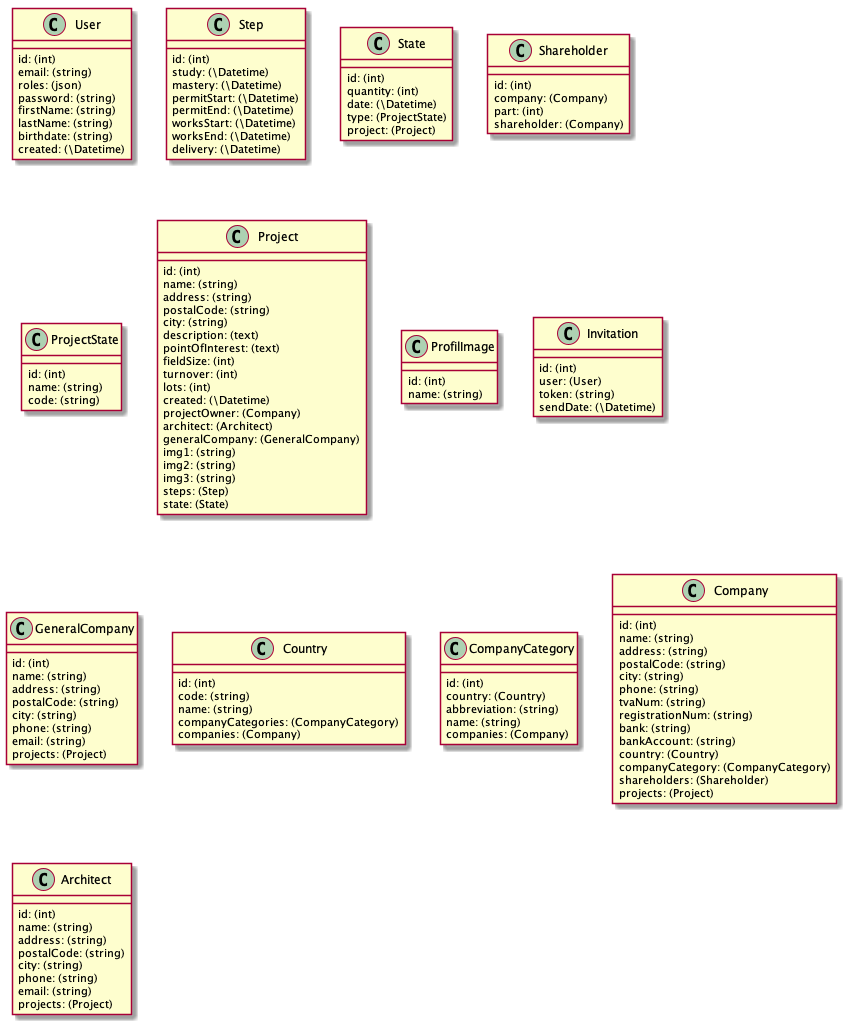 C User
id: (int)
email: (string)
roles: (json)
password: (string)
firstName: (string)
lastName: (string)
birthdate: (string)
created: (\Datetime)
C Step
id: (int)
study: (\Datetime)
mastery: (\Datetime)
permitStart: (\Datetime)
permitEnd: (\Datetime)
worksStart: (\Datetime)
worksEnd: (\Datetime)
delivery: (\Datetime)
C State
id: (int)
quantity: (int)
date: (\Datetime)
type: (ProjectState)
project: (Project)
C Shareholder
id: (int)
company: (Company)
part: (int)
shareholder: (Company)
C ProjectState
id: (int)
name: (string)
code: (string)
C Project
id: (int)
name: (string)
address: (string)
postalCode: (string)
city: (string)
description: (text)
pointOfInterest: (text)
fieldSize: (int)
turnover: (int)
lots: (int)
created: (\Datetime)
projectOwner: (Company)
architect: (Architect)
generalCompany: (GeneralCompany)
img1: (string)
img2: (string)
img3: (string)
steps: (Step)
state: (State)
C ProfilImage
id: (int)
name: (string)
C Invitation
id: (int)
user: (User)
token: (string)
sendDate: (\Datetime)
C GeneralCompany
id: (int)
name: (string)
address: (string)
postalCode: (string)
city: (string)
phone: (string)
email: (string)
projects: (Project)
C Country
id: (int)
code: (string)
name: (string)
companyCategories: (CompanyCategory)
companies: (Company)
C CompanyCategory
id: (int)
country: (Country)
abbreviation: (string)
name: (string)
companies: (Company)
C Company
id: (int)
name: (string)
address: (string)
postalCode: (string)
city: (string)
phone: (string)
tvaNum: (string)
registrationNum: (string)
bank: (string)
bankAccount: (string)
country: (Country)
companyCategory: (CompanyCategory)
shareholders: (Shareholder)
projects: (Project)
C Architect
id: (int)
name: (string)
address: (string)
postalCode: (string)
city: (string)
phone: (string)
email: (string)
projects: (Project)